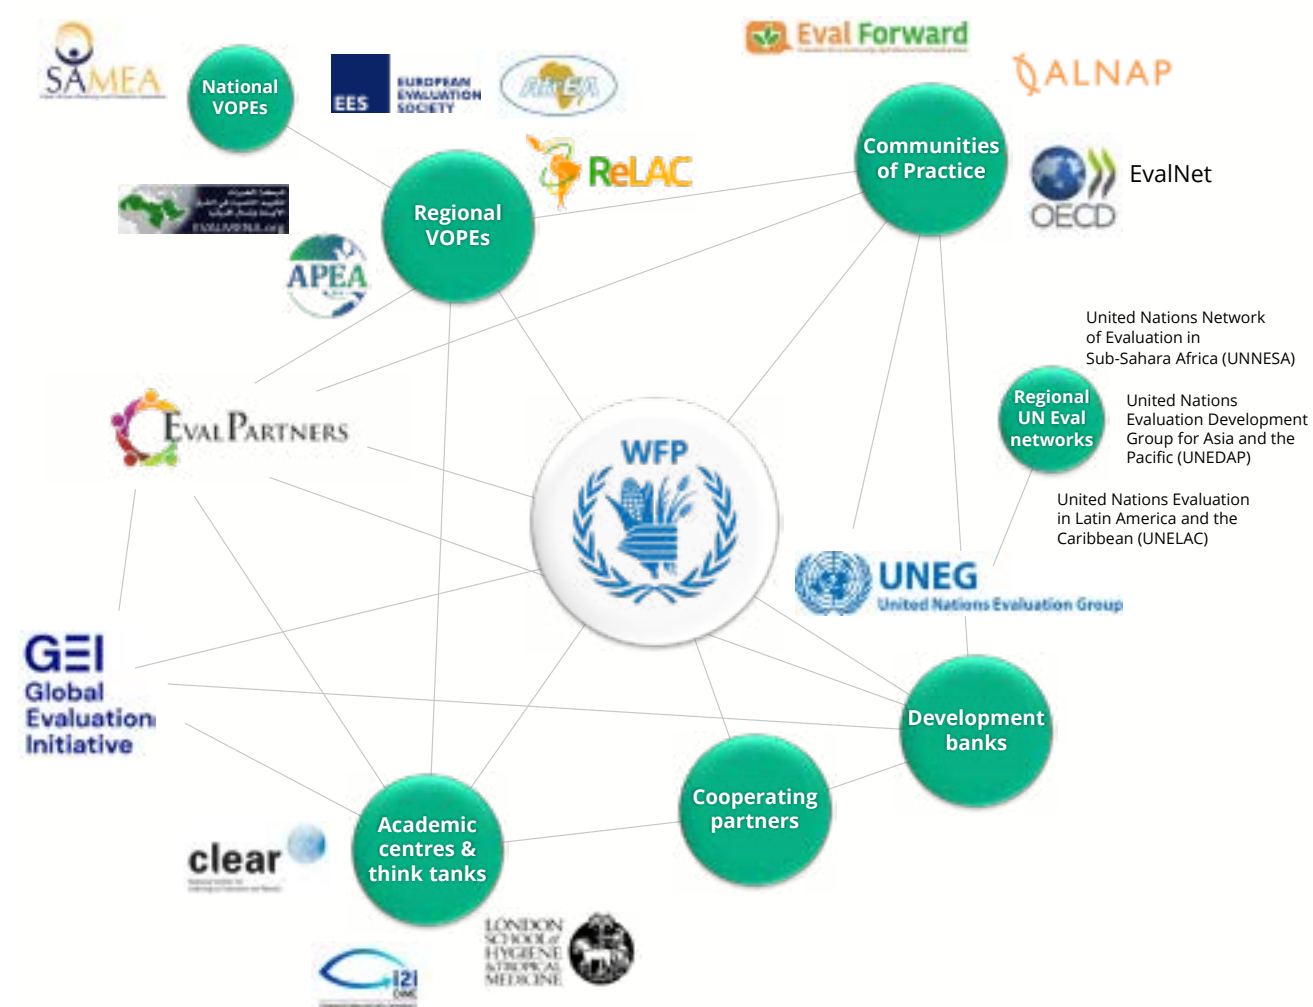 SAMEA
National
VOPEs
EES
EUROPEAN
EVALUATION
SOCIETY
AfrEA
Eval Forward
ALNAP
Communities
of Practice
ReLAC
OECD
EvalNet
EVALMENA.org
Regional
VOPEs
APEA
United Nations Network
of Evaluation in
Sub-Sahara Africa (UNNESA)
Regional
UN Eval
networks
United Nations
Evaluation Development
Group for Asia and the
Pacific (UNEDAP)
EVALPARTNERS
WFP
United Nations Evaluation
in Latin America and the
Caribbean (UNELAC)
UNEG
United Nations Evaluation Group
GEI
Global
Evaluation
Initiative
Development
banks
Cooperating
partners
Academic
centres &
think tanks
clear
LONDON
SCHOOL of
HYGIENE
& TROPICAL
MEDICINE
i2i
DIME